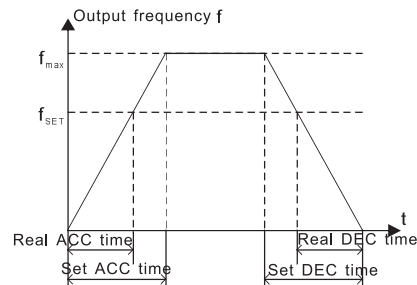 Output frequency f
fmax
fSET
t
Real ACC time
Real DEC time
Set ACC time
Set DEC time